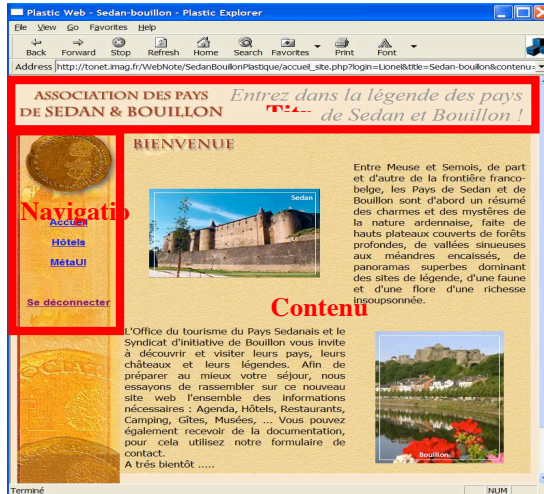 Plastic Web - Sedan-bouillon - Plastic Explorer
File View Go Favorites Help
Back Forward Stop Refresh Home Search Favorites Print Font
Address http://tonet.imag.fr/WebNote/SedanBouillonPlastique/accueil_site.php?login=Lionel&title=Sedan-bouillon&contenu=
ASSOCIATION DES PAYS
DE SEDAN & BOUILLON
Entrez dans la légende des pays
de Sedan et Bouillon !
BIENVENUE
Navigatio
Accueil
Hôtels
MétaUI
Se déconnecter
Sedan
Entre Meuse et Semois, de part
et d'autre de la frontière franco-
belge, les Pays de Sedan et de
Bouillon sont d'abord un résumé
des charmes et des mystères de
la nature ardennaise, faite de
hauts plateaux couverts de forêts
profondes, de vallées sinueuses
aux méandres encaissés, de
panoramas superbes dominant
des sites de légende, d'une faune
et d'une flore d'une richesse
insoupsonnée.
Contenu
L'Office du tourisme du Pays Sedanais et le
Syndicat d'initiative de Bouillon vous invite
à découvrir et visiter leurs pays, leurs
châteaux et leurs légendes. Afin de
préparer au mieux votre séjour, nous
essayons de rassembler sur ce nouveau
site web l'ensemble des informations
nécessaires : Agenda, Hôtels, Restaurants,
Camping, Gîtes, Musées, ... Vous pouvez
également recevoir de la documentation,
pour cela utilisez notre formulaire de
contact.
A trés bientôt .....
Bouillon
Terminé
NUM